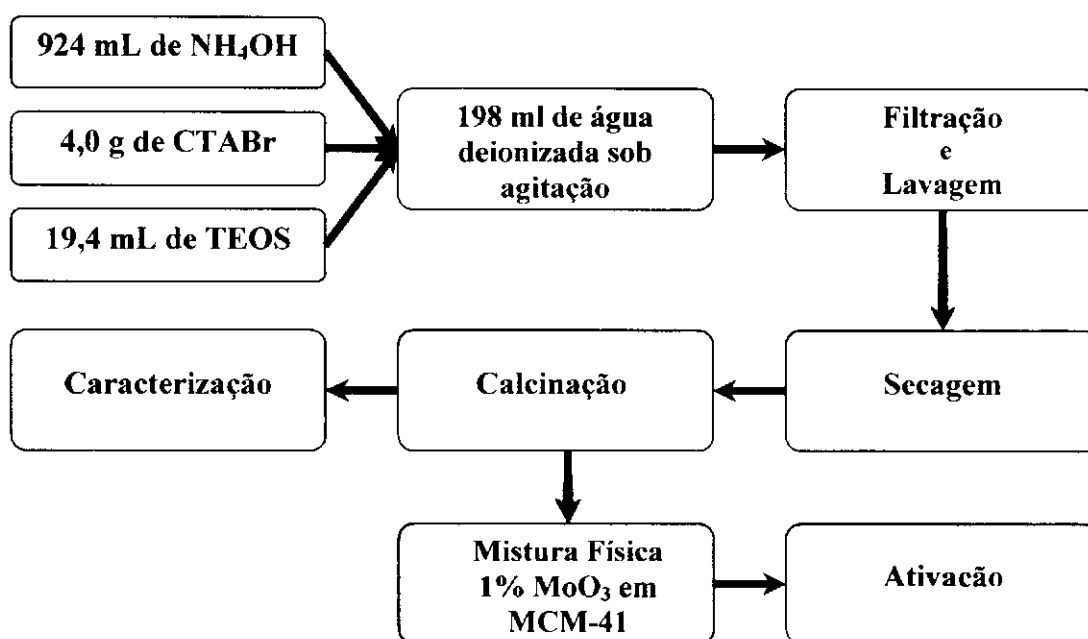 924 mL de NH₄OH
4,0 g de CTABr
19,4 mL de TEOS
198 ml de água
deionizada sob
agitação
Filtração
e
Lavagem
Caracterização
Calcinação
Secagem
Mistura Física
1% MoO₃ em
MCM-41
Ativação